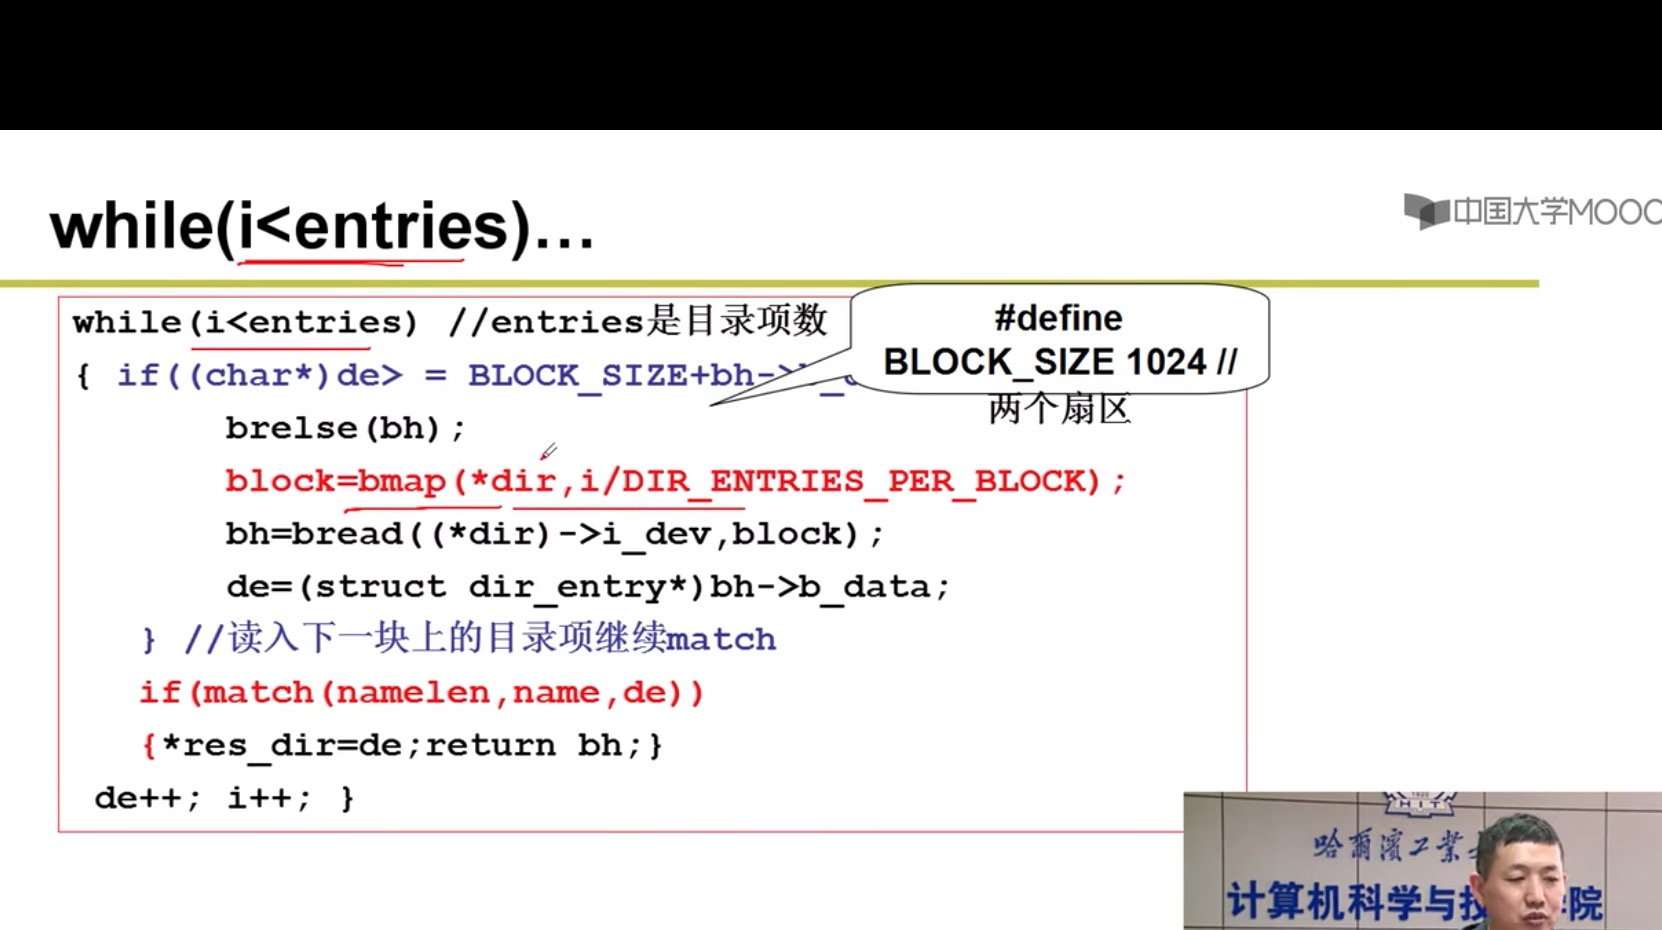 while(i<entries)…
中国大学MOOC
while(i<entries) //entries是目录项数
#define
BLOCK_SIZE 1024 //
两个扇区
{ if((char*)de> = BLOCK_SIZE+bh->
brelse(bh);
block=bmap(*dir,i/DIR_ENTRIES_PER_BLOCK);
bh=bread((*dir)->i_dev,block);
de=(struct dir_entry*)bh->b_data;
} //读入下一块上的目录项继续match
if(match(namelen,name,de))
{*res_dir=de;return bh;}
de++; i++; }
HIT
哈爾濱工業
计算机科学与技 院